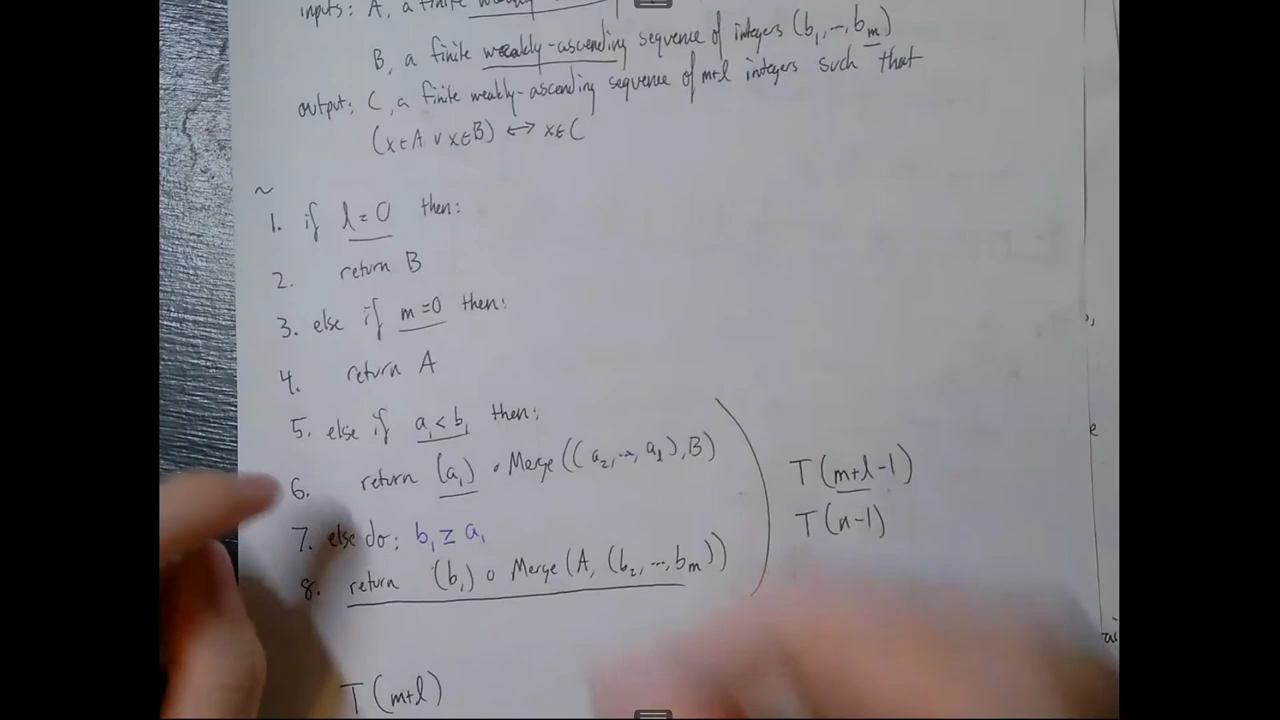 inputs: A, a finite
B, a finite weakly-ascending sequence of integers (b₁,...,bₘ)
output: C, a finite weakly-ascending sequence of m+l integers such that
(x∈A ∨ x∈B) ↔ x∈C
~
1. if l=0 then:
2. return B
3. else if m=0 then:
4. return A
5. else if a₁<b₁ then:
6. return (a₁) ∘ Merge((a₂,...,aₗ),B)
7. else do: b₁ ≤ a₁
8. return (b₁) ∘ Merge(A, (b₂,...,bₘ))
T(m+l-1)
T(n-1)
T(m+l)
e